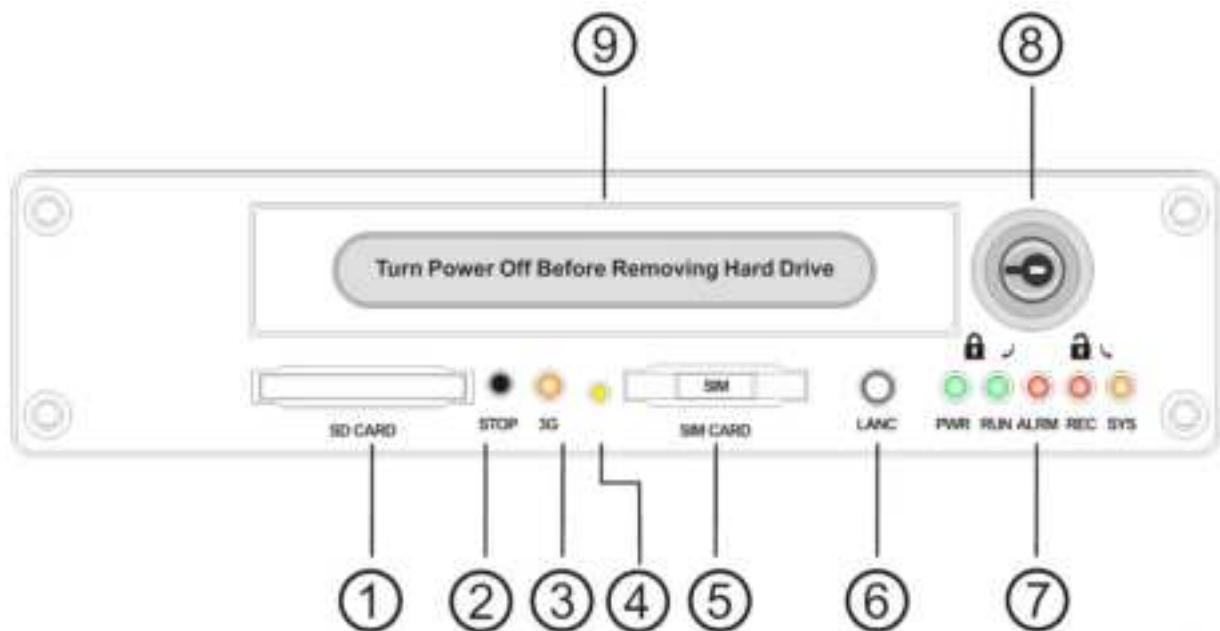 9 8
Turn Power Off Before Removing Hard Drive
SIM
SD CARD STOP 3G SIM CARD LANC PWR RUN ALRM REC SYS
1 2 3 4 5 6 7